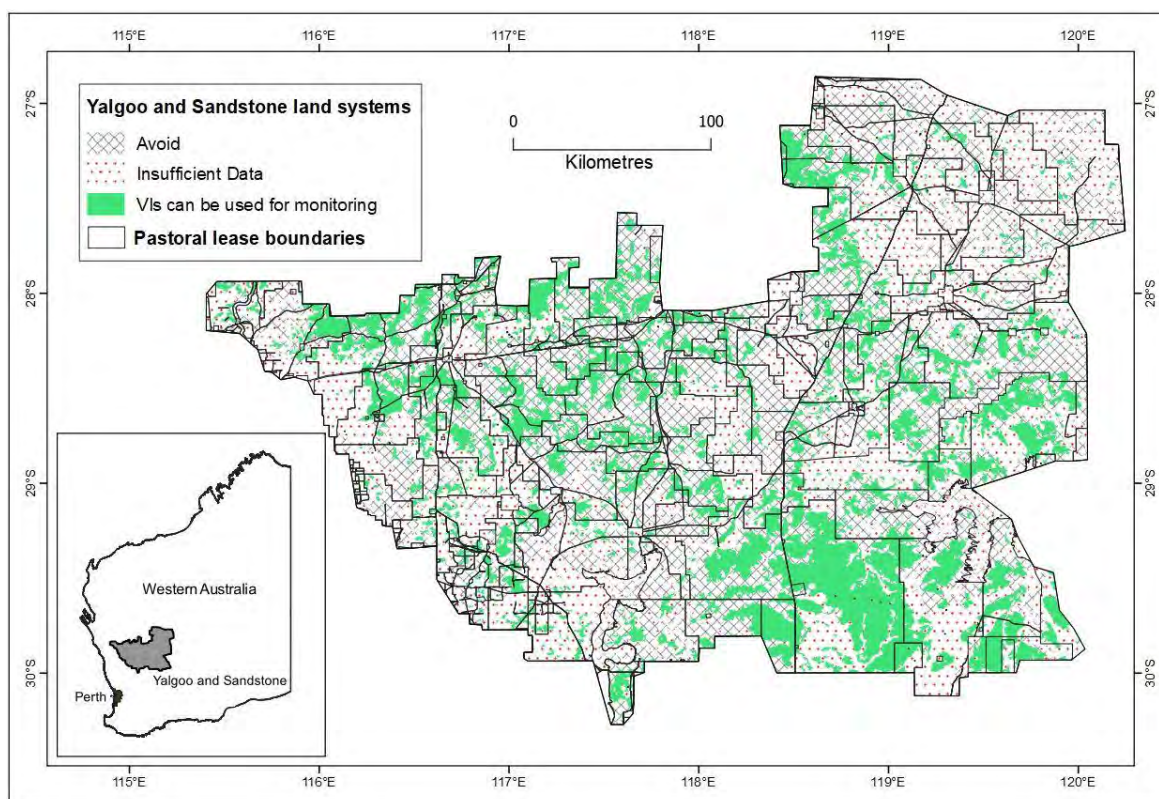 115°E 116°E 117°E 118°E 119°E 120°E
27°S 27°S
Yalgoo and Sandstone land systems
Avoid
Insufficient Data
VIs can be used for monitoring
Pastoral lease boundaries
0 100
Kilometres
28°S 28°S
29°S 29°S
Western Australia
Yalgoo and Sandstone
Perth
30°S 30°S
115°E 116°E 117°E 118°E 119°E 120°E